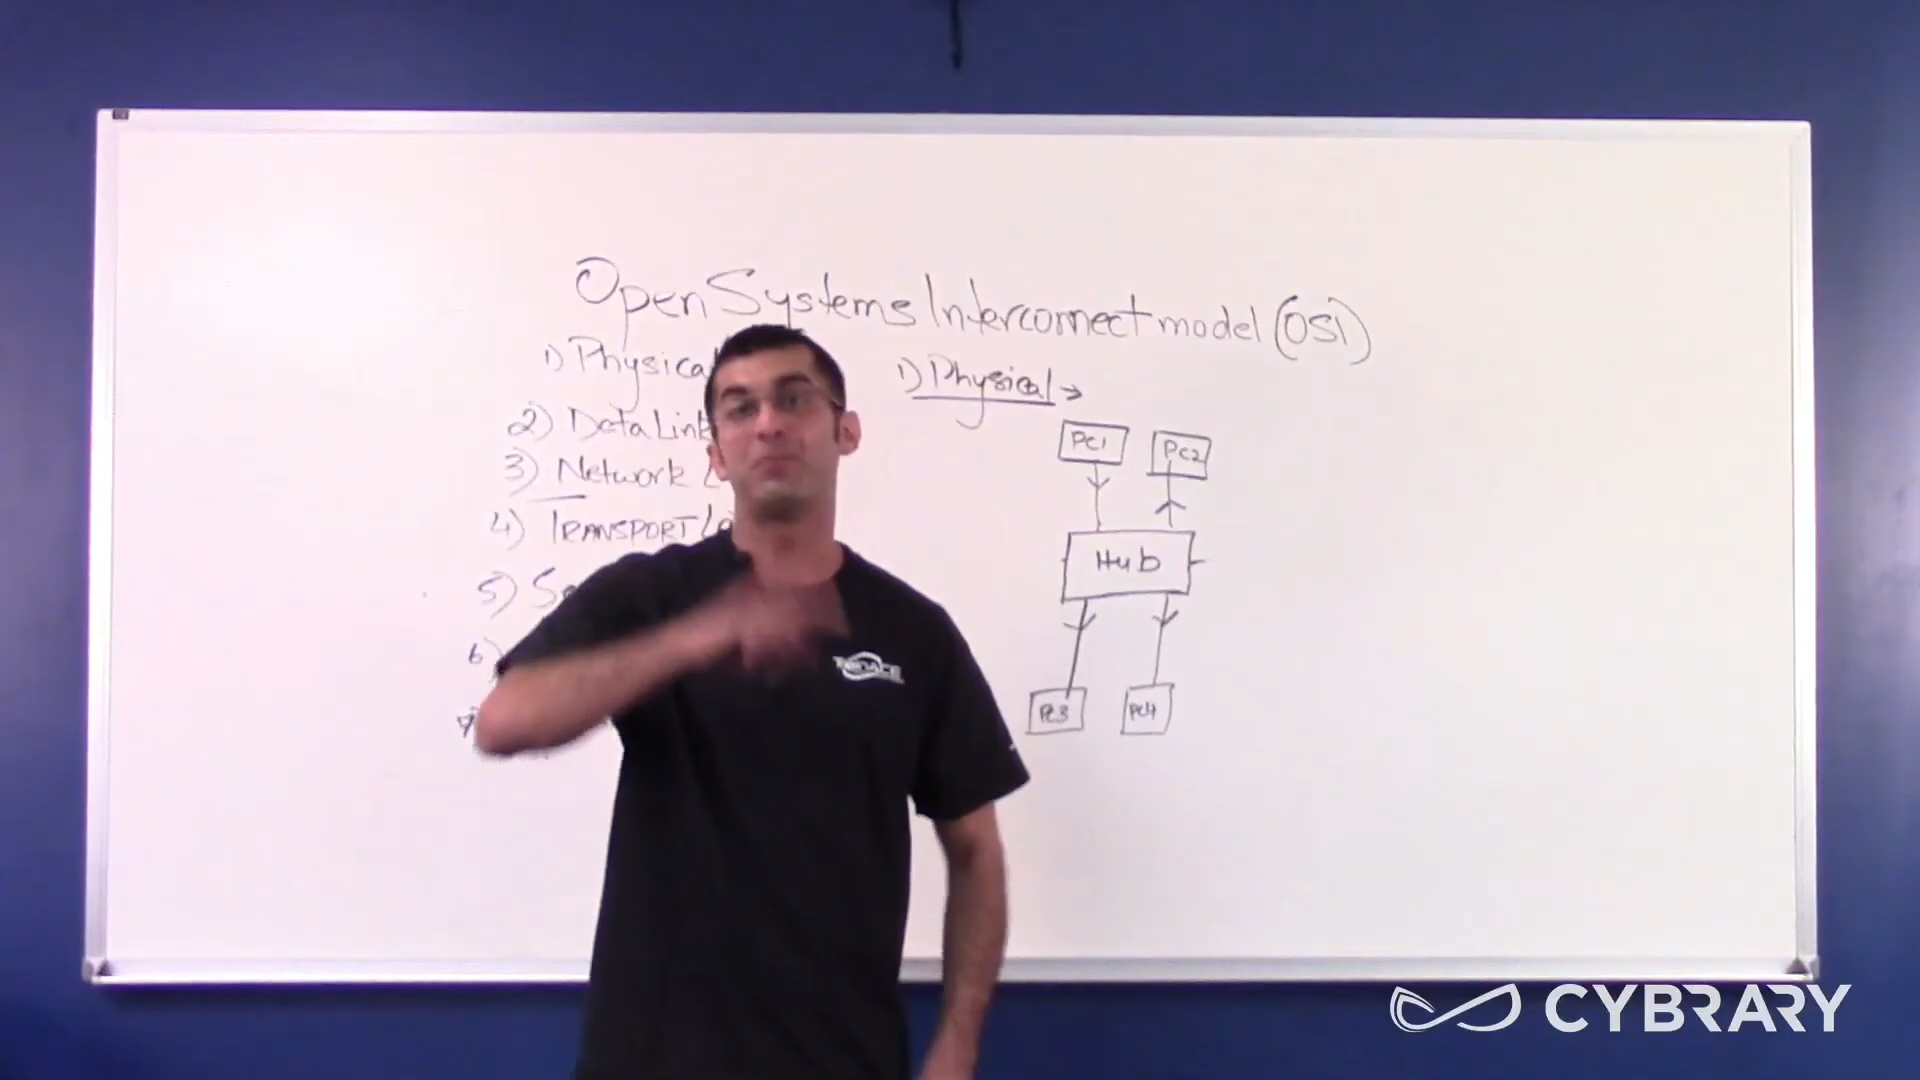 Open Systems Interconnect model (OSI)
1) Physical
2) Data Link
3) Network
4) TRANSPORT
5)
6)
1) Physical →
PC1
PC2
Hub
PC3
PC4
CYBRARY